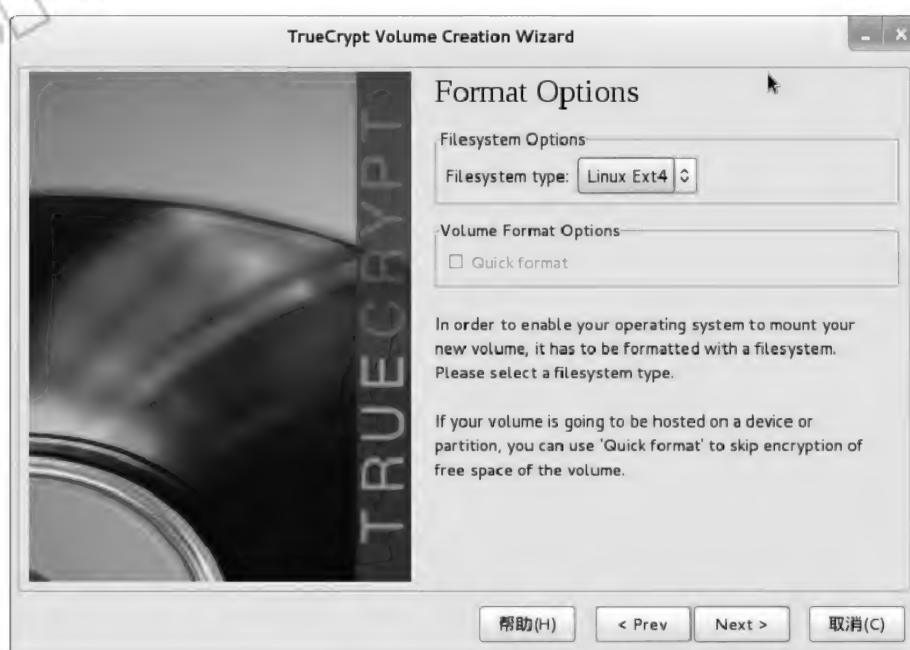 TrueCrypt Volume Creation Wizard
TRUECRYPT
Format Options
Filesystem Options
Filesystem type: Linux Ext4
Volume Format Options
Quick format
In order to enable your operating system to mount your
new volume, it has to be formatted with a filesystem.
Please select a filesystem type.
If your volume is going to be hosted on a device or
partition, you can use 'Quick format' to skip encryption of
free space of the volume.
帮助(H) < Prev Next > 取消(C)